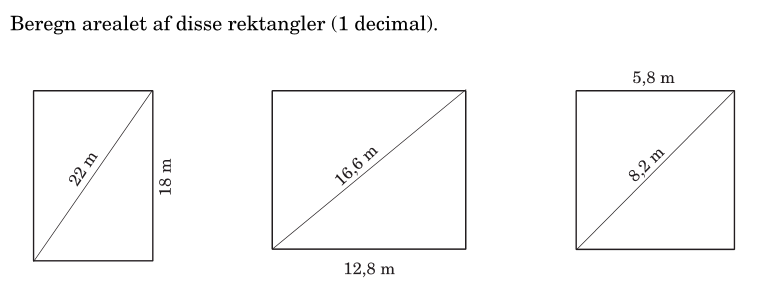 Beregn arealet af disse rektangler (1 decimal).
22 m
18 m
16,6 m
12,8 m
5,8 m
8,2 m